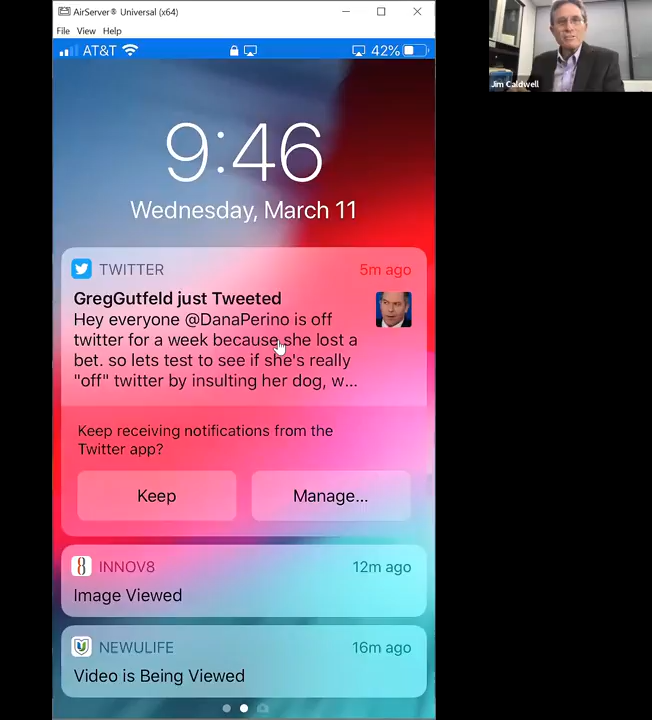 AirServer® Universal (x64)
File View Help
AT&T 42%
9:46
Wednesday, March 11
TWITTER 5m ago
GregGutfeld just Tweeted
Hey everyone @DanaPerino is off
twitter for a week because she lost a
bet. so lets test to see if she's really
"off" twitter by insulting her dog, w...
Keep receiving notifications from the
Twitter app?
Keep Manage...
INNOV8 12m ago
Image Viewed
NEWULIFE 16m ago
Video is Being Viewed
Jim Caldwell